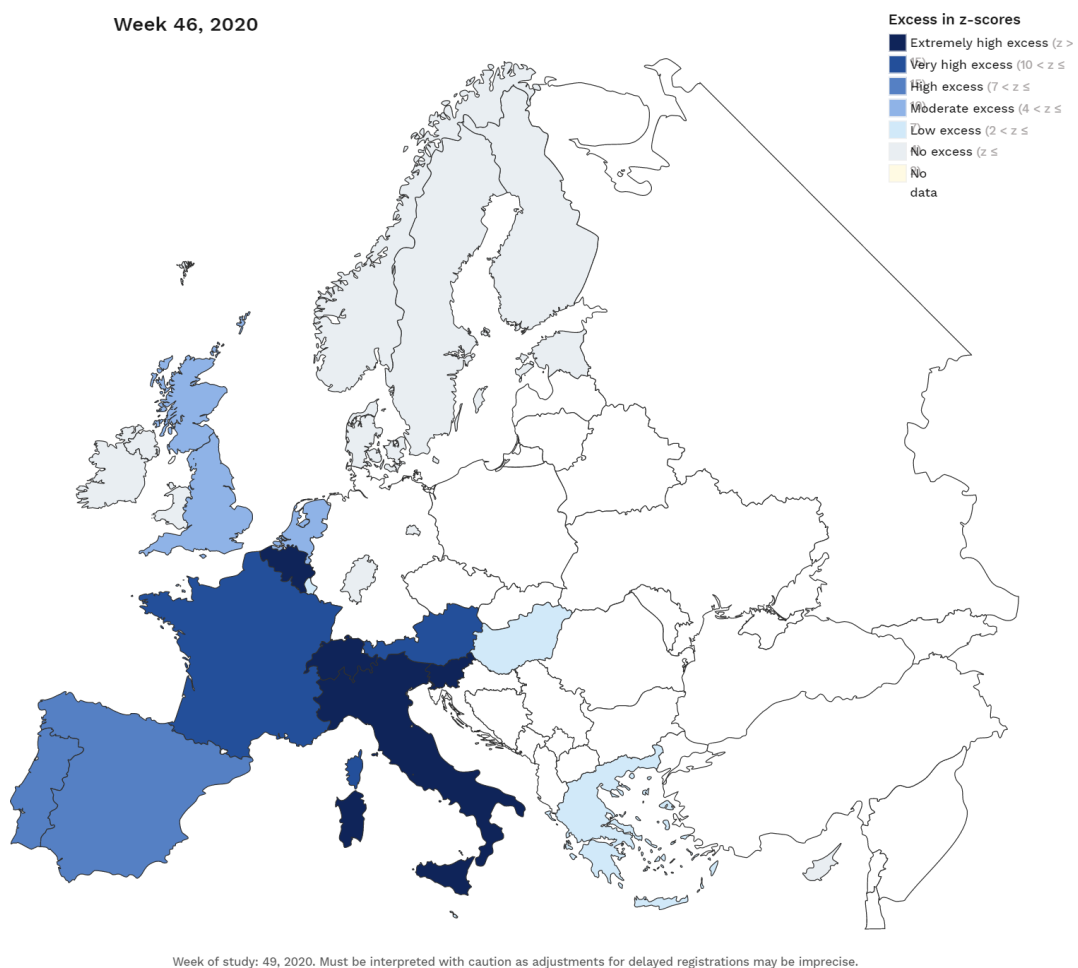 Week 46, 2020
Excess in z-scores
Extremely high excess (z >
Very high excess (10 < z ≤
High excess (7 < z ≤
Moderate excess (4 < z ≤
Low excess (2 < z ≤
No excess (z ≤
No
data
Week of study: 49, 2020. Must be interpreted with caution as adjustments for delayed registrations may be imprecise.